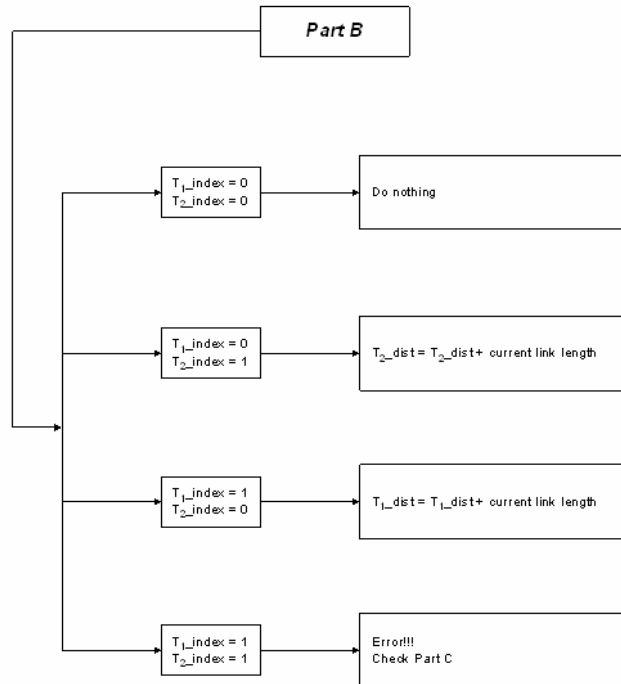 Part B
T₁_index = 0
T₂_index = 0
Do nothing
T₁_index = 0
T₂_index = 1
T₂_dist = T₂_dist + current link length
T₁_index = 1
T₂_index = 0
T₁_dist = T₁_dist + current link length
T₁_index = 1
T₂_index = 1
Error!!!
Check Part C